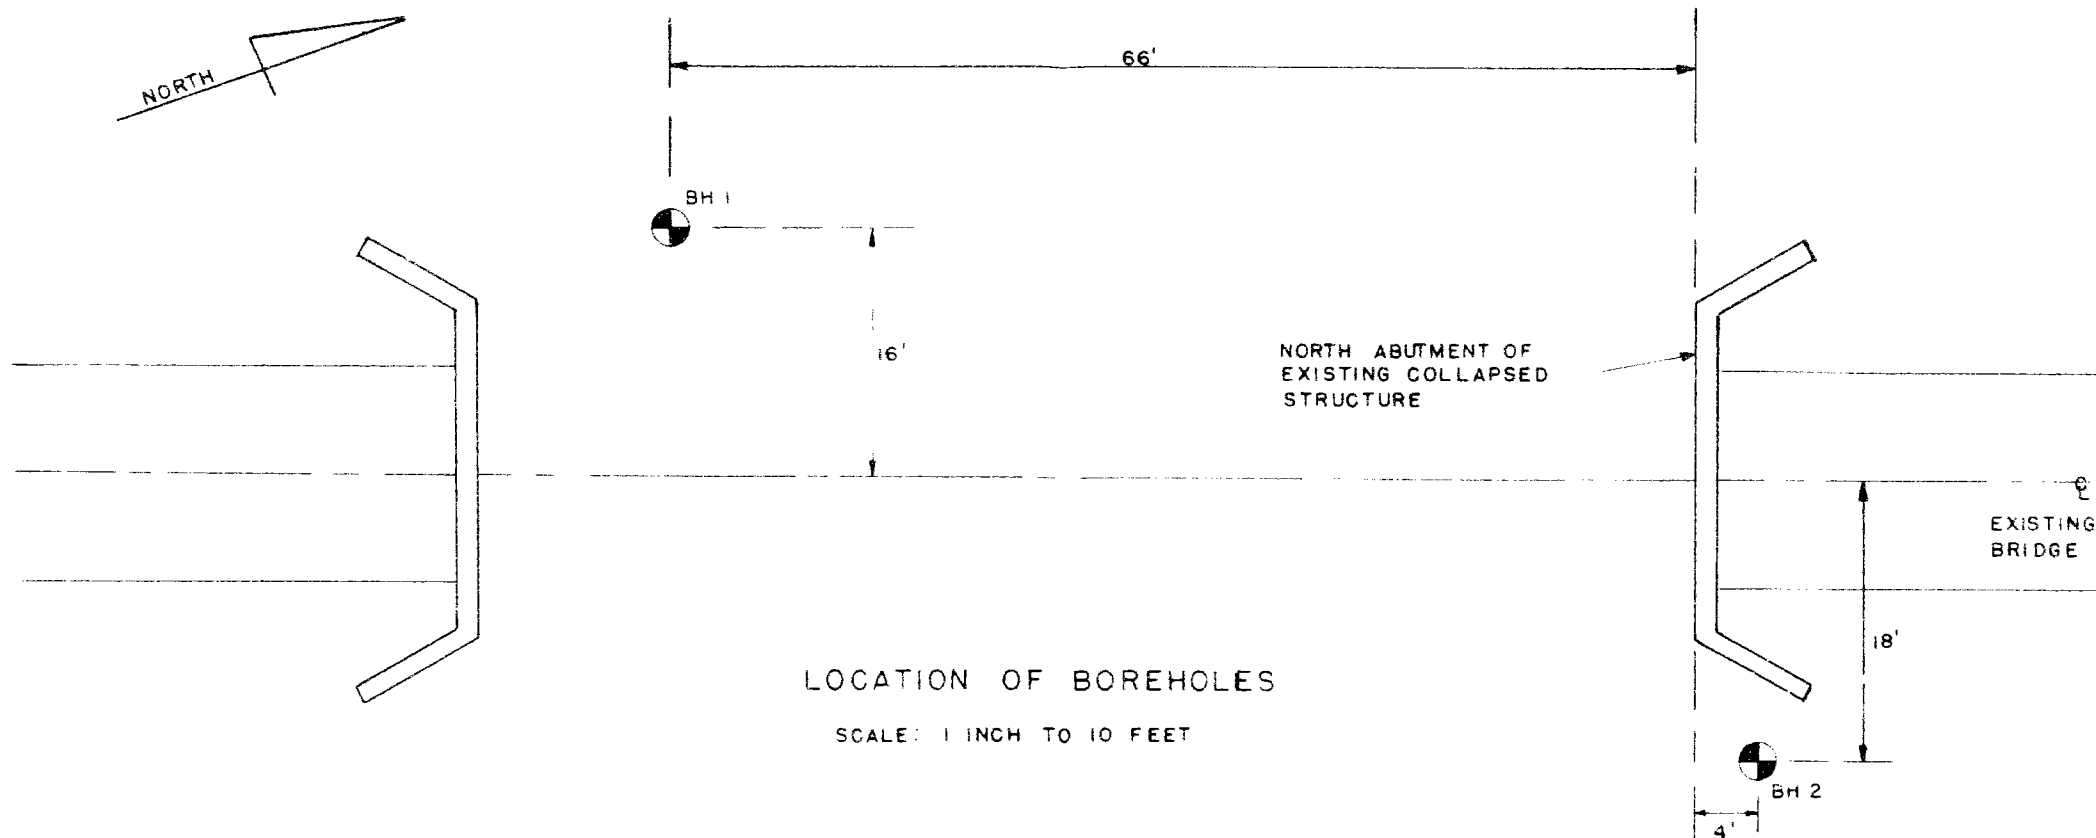 66'
NORTH
BH 1
16'
NORTH ABUTMENT OF
EXISTING COLLAPSED
STRUCTURE
℄
EXISTING
BRIDGE
18'
LOCATION OF BOREHOLES
SCALE: 1 INCH TO 10 FEET
BH 2
4'